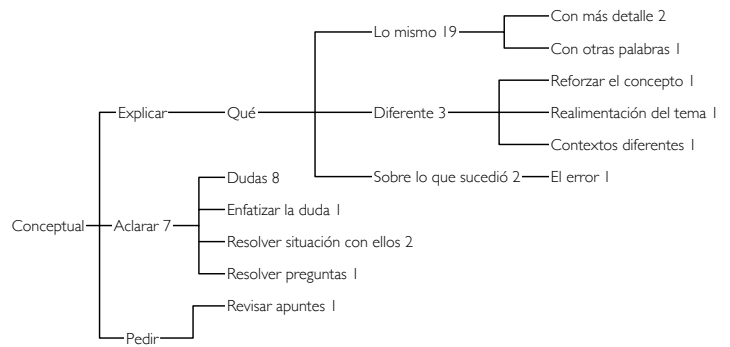 Lo mismo 19
Con más detalle 2
Con otras palabras 1
Explicar
Qué
Diferente 3
Reforzar el concepto 1
Realimentación del tema 1
Contextos diferentes 1
Sobre lo que sucedió 2
El error 1
Conceptual
Aclarar 7
Dudas 8
Enfatizar la duda 1
Resolver situación con ellos 2
Resolver preguntas 1
Pedir
Revisar apuntes 1